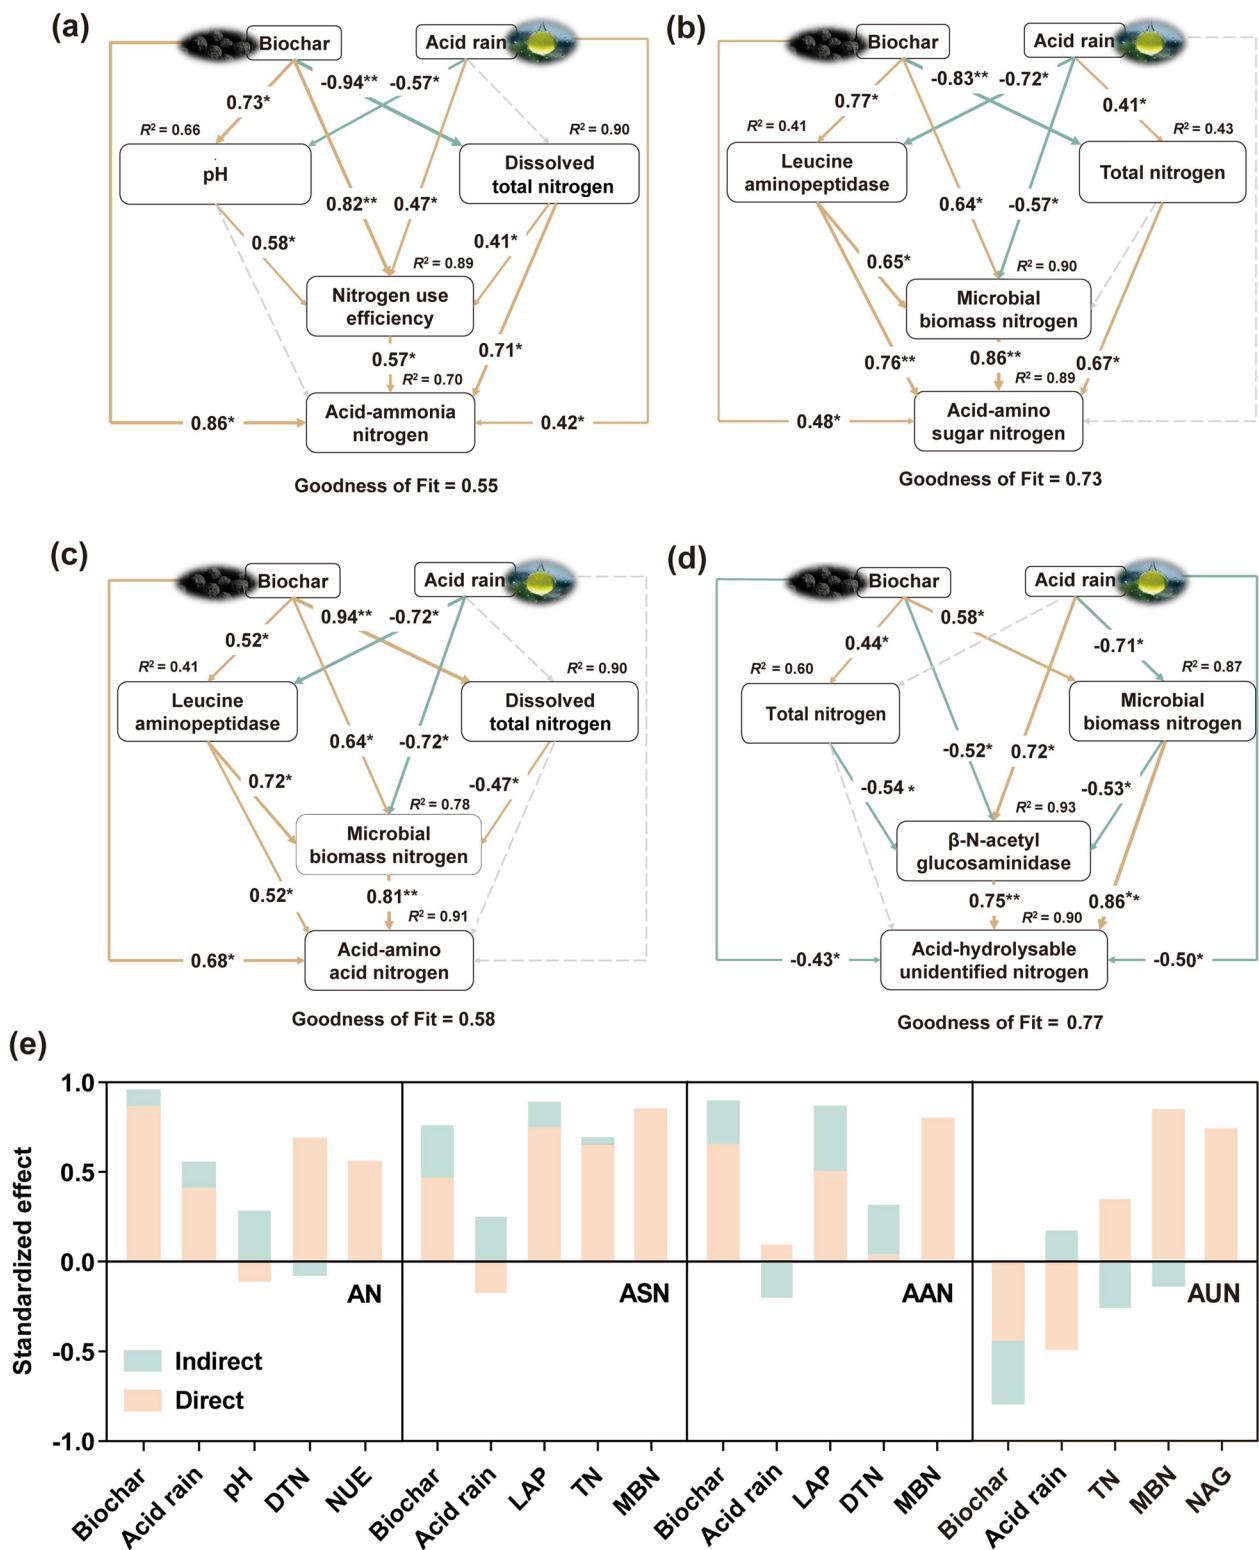 (a)
Biochar
Acid rain
-0.94**
-0.57*
0.73*
R² = 0.66
R² = 0.90
pH
Dissolved
total nitrogen
0.82**
0.47*
0.58*
0.41*
R² = 0.89
Nitrogen use
efficiency
0.57*
0.71*
R² = 0.70
Acid-ammonia
nitrogen
0.86*
0.42*
Goodness of Fit = 0.55
(b)
Biochar
Acid rain
-0.83**
-0.72*
0.77*
0.41*
R² = 0.41
R² = 0.43
Leucine
aminopeptidase
Total nitrogen
0.64*
-0.57*
0.65*
R² = 0.90
Microbial
biomass nitrogen
0.76**
0.86**
0.67*
R² = 0.89
Acid-amino
sugar nitrogen
0.48*
Goodness of Fit = 0.73
(c)
Biochar
Acid rain
0.94**
-0.72*
0.52*
R² = 0.41
R² = 0.90
Leucine
aminopeptidase
Dissolved
total nitrogen
0.64*
-0.72*
0.72*
-0.47*
R² = 0.78
Microbial
biomass nitrogen
0.52*
0.81**
R² = 0.91
Acid-amino
acid nitrogen
0.68*
Goodness of Fit = 0.58
(d)
Biochar
Acid rain
0.58*
0.44*
-0.71*
R² = 0.60
R² = 0.87
Total nitrogen
Microbial
biomass nitrogen
-0.52*
0.72*
-0.54 *
-0.53*
R² = 0.93
β-N-acetyl
glucosaminidase
0.75**
0.86**
R² = 0.90
Acid-hydrolysable
unidentified nitrogen
-0.43*
-0.50*
Goodness of Fit = 0.77
(e)
Standardized effect
1.0
0.5
0.0
-0.5
-1.0
AN
ASN
AAN
AUN
Indirect
Direct
Biochar
Acid rain
pH
DTN
NUE
Biochar
Acid rain
LAP
TN
MBN
Biochar
Acid rain
LAP
DTN
MBN
Biochar
Acid rain
TN
MBN
NAG